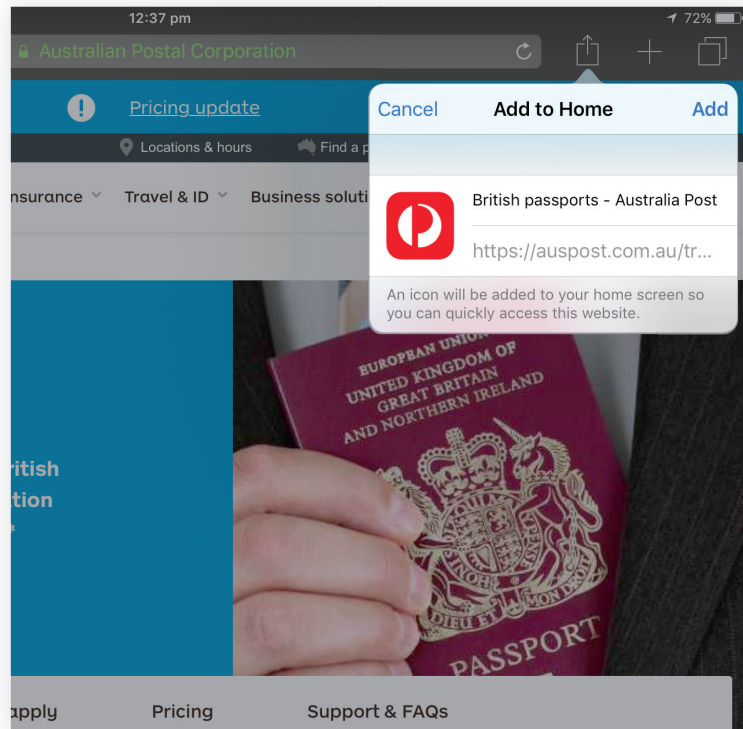 12:37 pm
72%
Australian Postal Corporation
Pricing update
Cancel
Add to Home
Add
Locations & hours
Find a p
nsurance
Travel & ID
Business soluti
British passports - Australia Post
https://auspost.com.au/tr...
An icon will be added to your home screen so
you can quickly access this website.
EUROPEAN UNION
UNITED KINGDOM OF
GREAT BRITAIN
AND NORTHERN IRELAND
ritish
tion
*
DIEU ET MON DROIT
PASSPORT
apply
Pricing
Support & FAQs